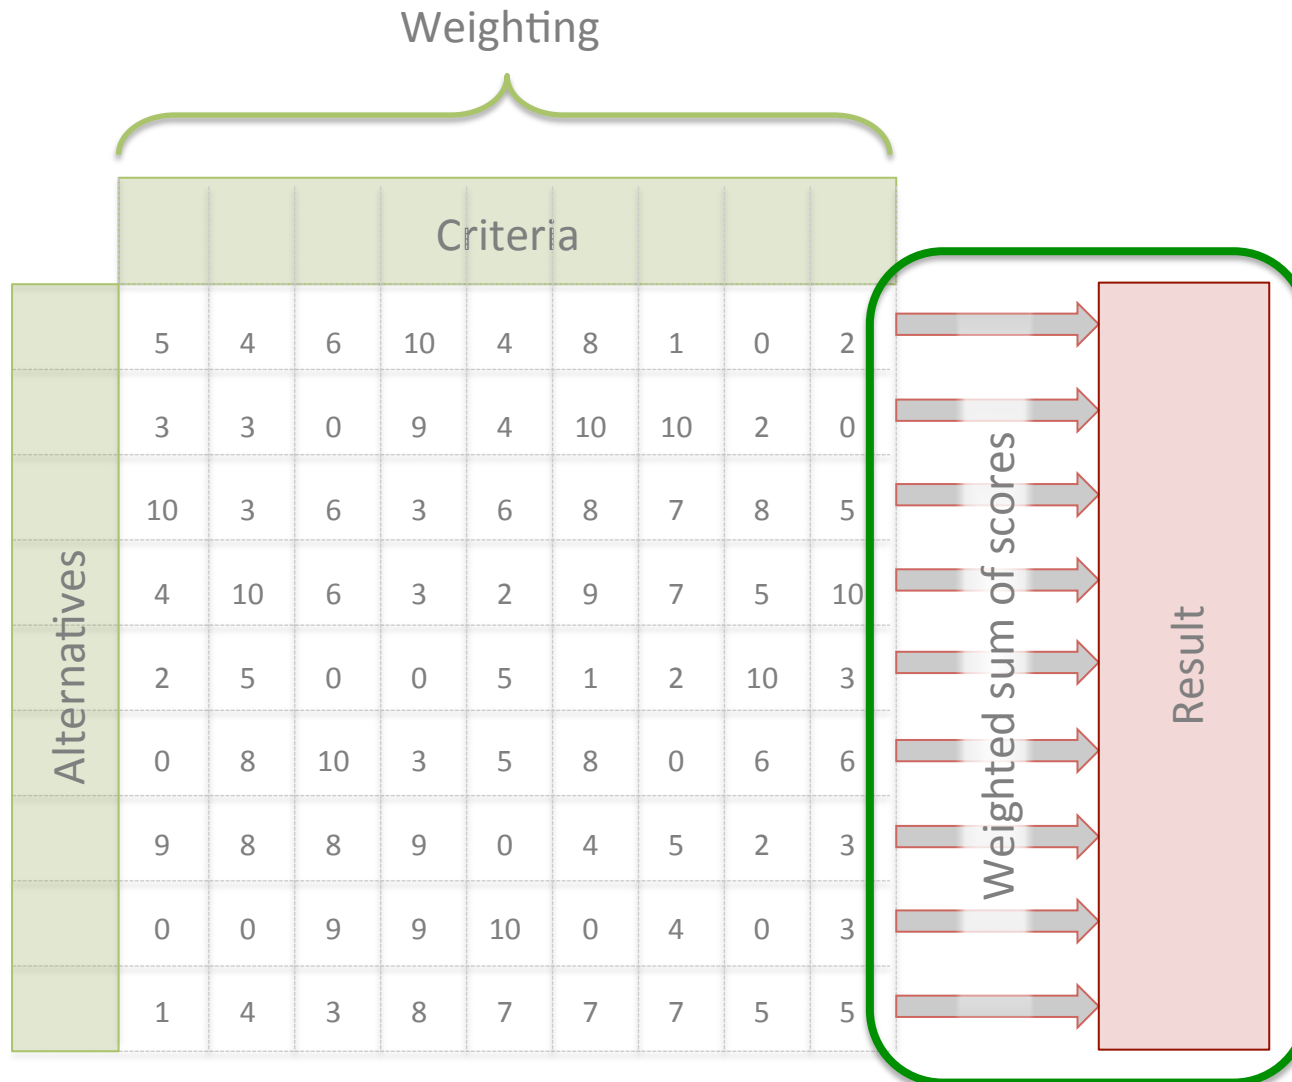 Weighting
Criteria
5 4 6 10 4 8 1 0 2
3 3 0 9 4 10 10 2 0
10 3 6 3 6 8 7 8 5
4 10 6 3 2 9 7 5 10
2 5 0 0 5 1 2 10 3
0 8 10 3 5 8 0 6 6
9 8 8 9 0 4 5 2 3
0 0 9 9 10 0 4 0 3
1 4 3 8 7 7 7 5 5
Alternatives
Weighted sum of scores
Result